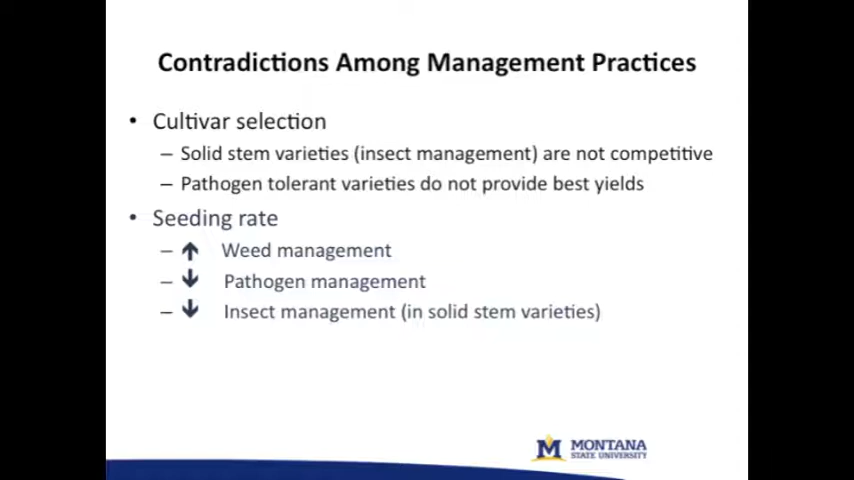 Contradictions Among Management Practices
• Cultivar selection
– Solid stem varieties (insect management) are not competitive
– Pathogen tolerant varieties do not provide best yields
• Seeding rate
– ↑ Weed management
– ↓ Pathogen management
– ↓ Insect management (in solid stem varieties)
M MONTANA
STATE UNIVERSITY